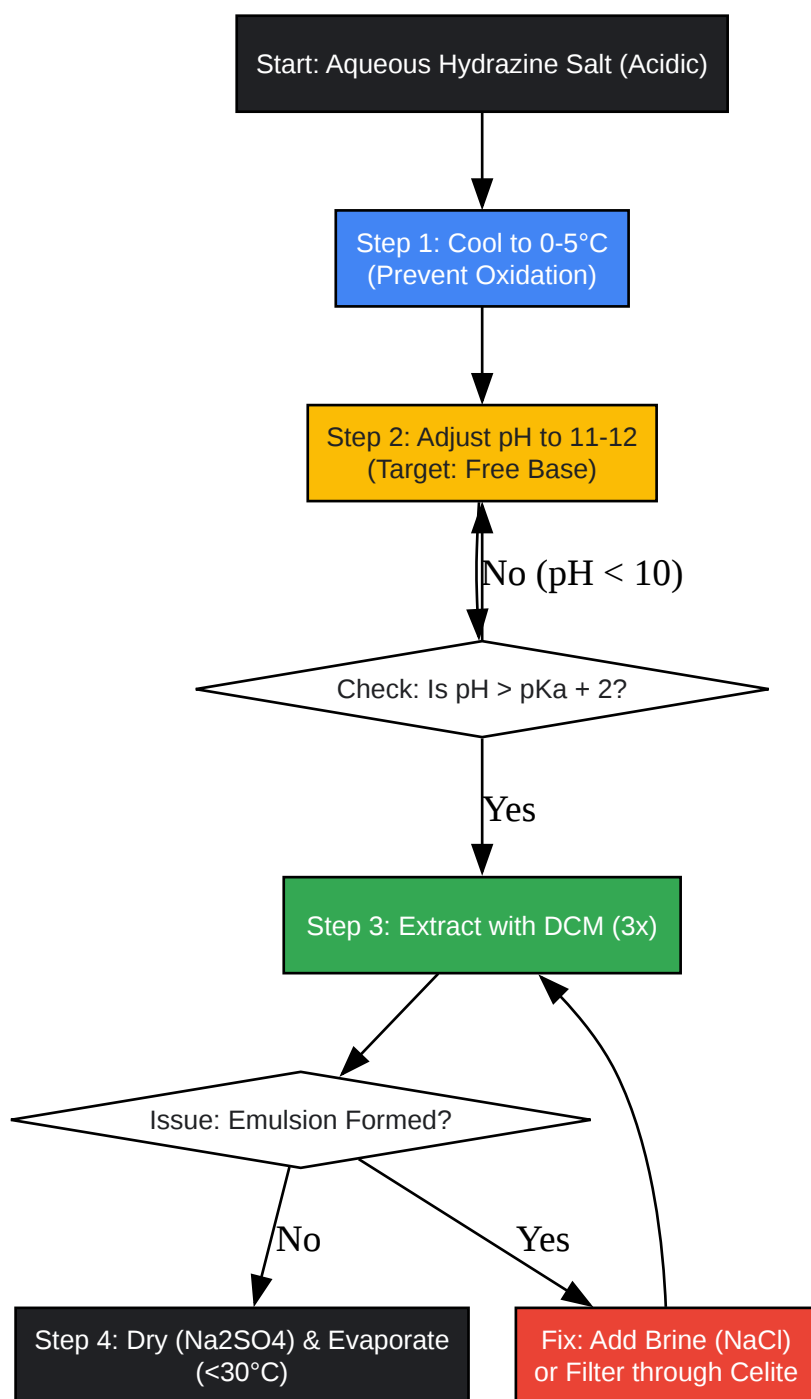 Start: Aqueous Hydrazine Salt (Acidic)
Step 1: Cool to 0-5°C
(Prevent Oxidation)
Step 2: Adjust pH to 11-12
(Target: Free Base)
No (pH < 10)
Check: Is pH > pKa + 2?
Yes
Step 3: Extract with DCM (3x)
Issue: Emulsion Formed?
No
Yes
Step 4: Dry (Na2SO4) & Evaporate
(<30°C)
Fix: Add Brine (NaCl)
or Filter through Celite